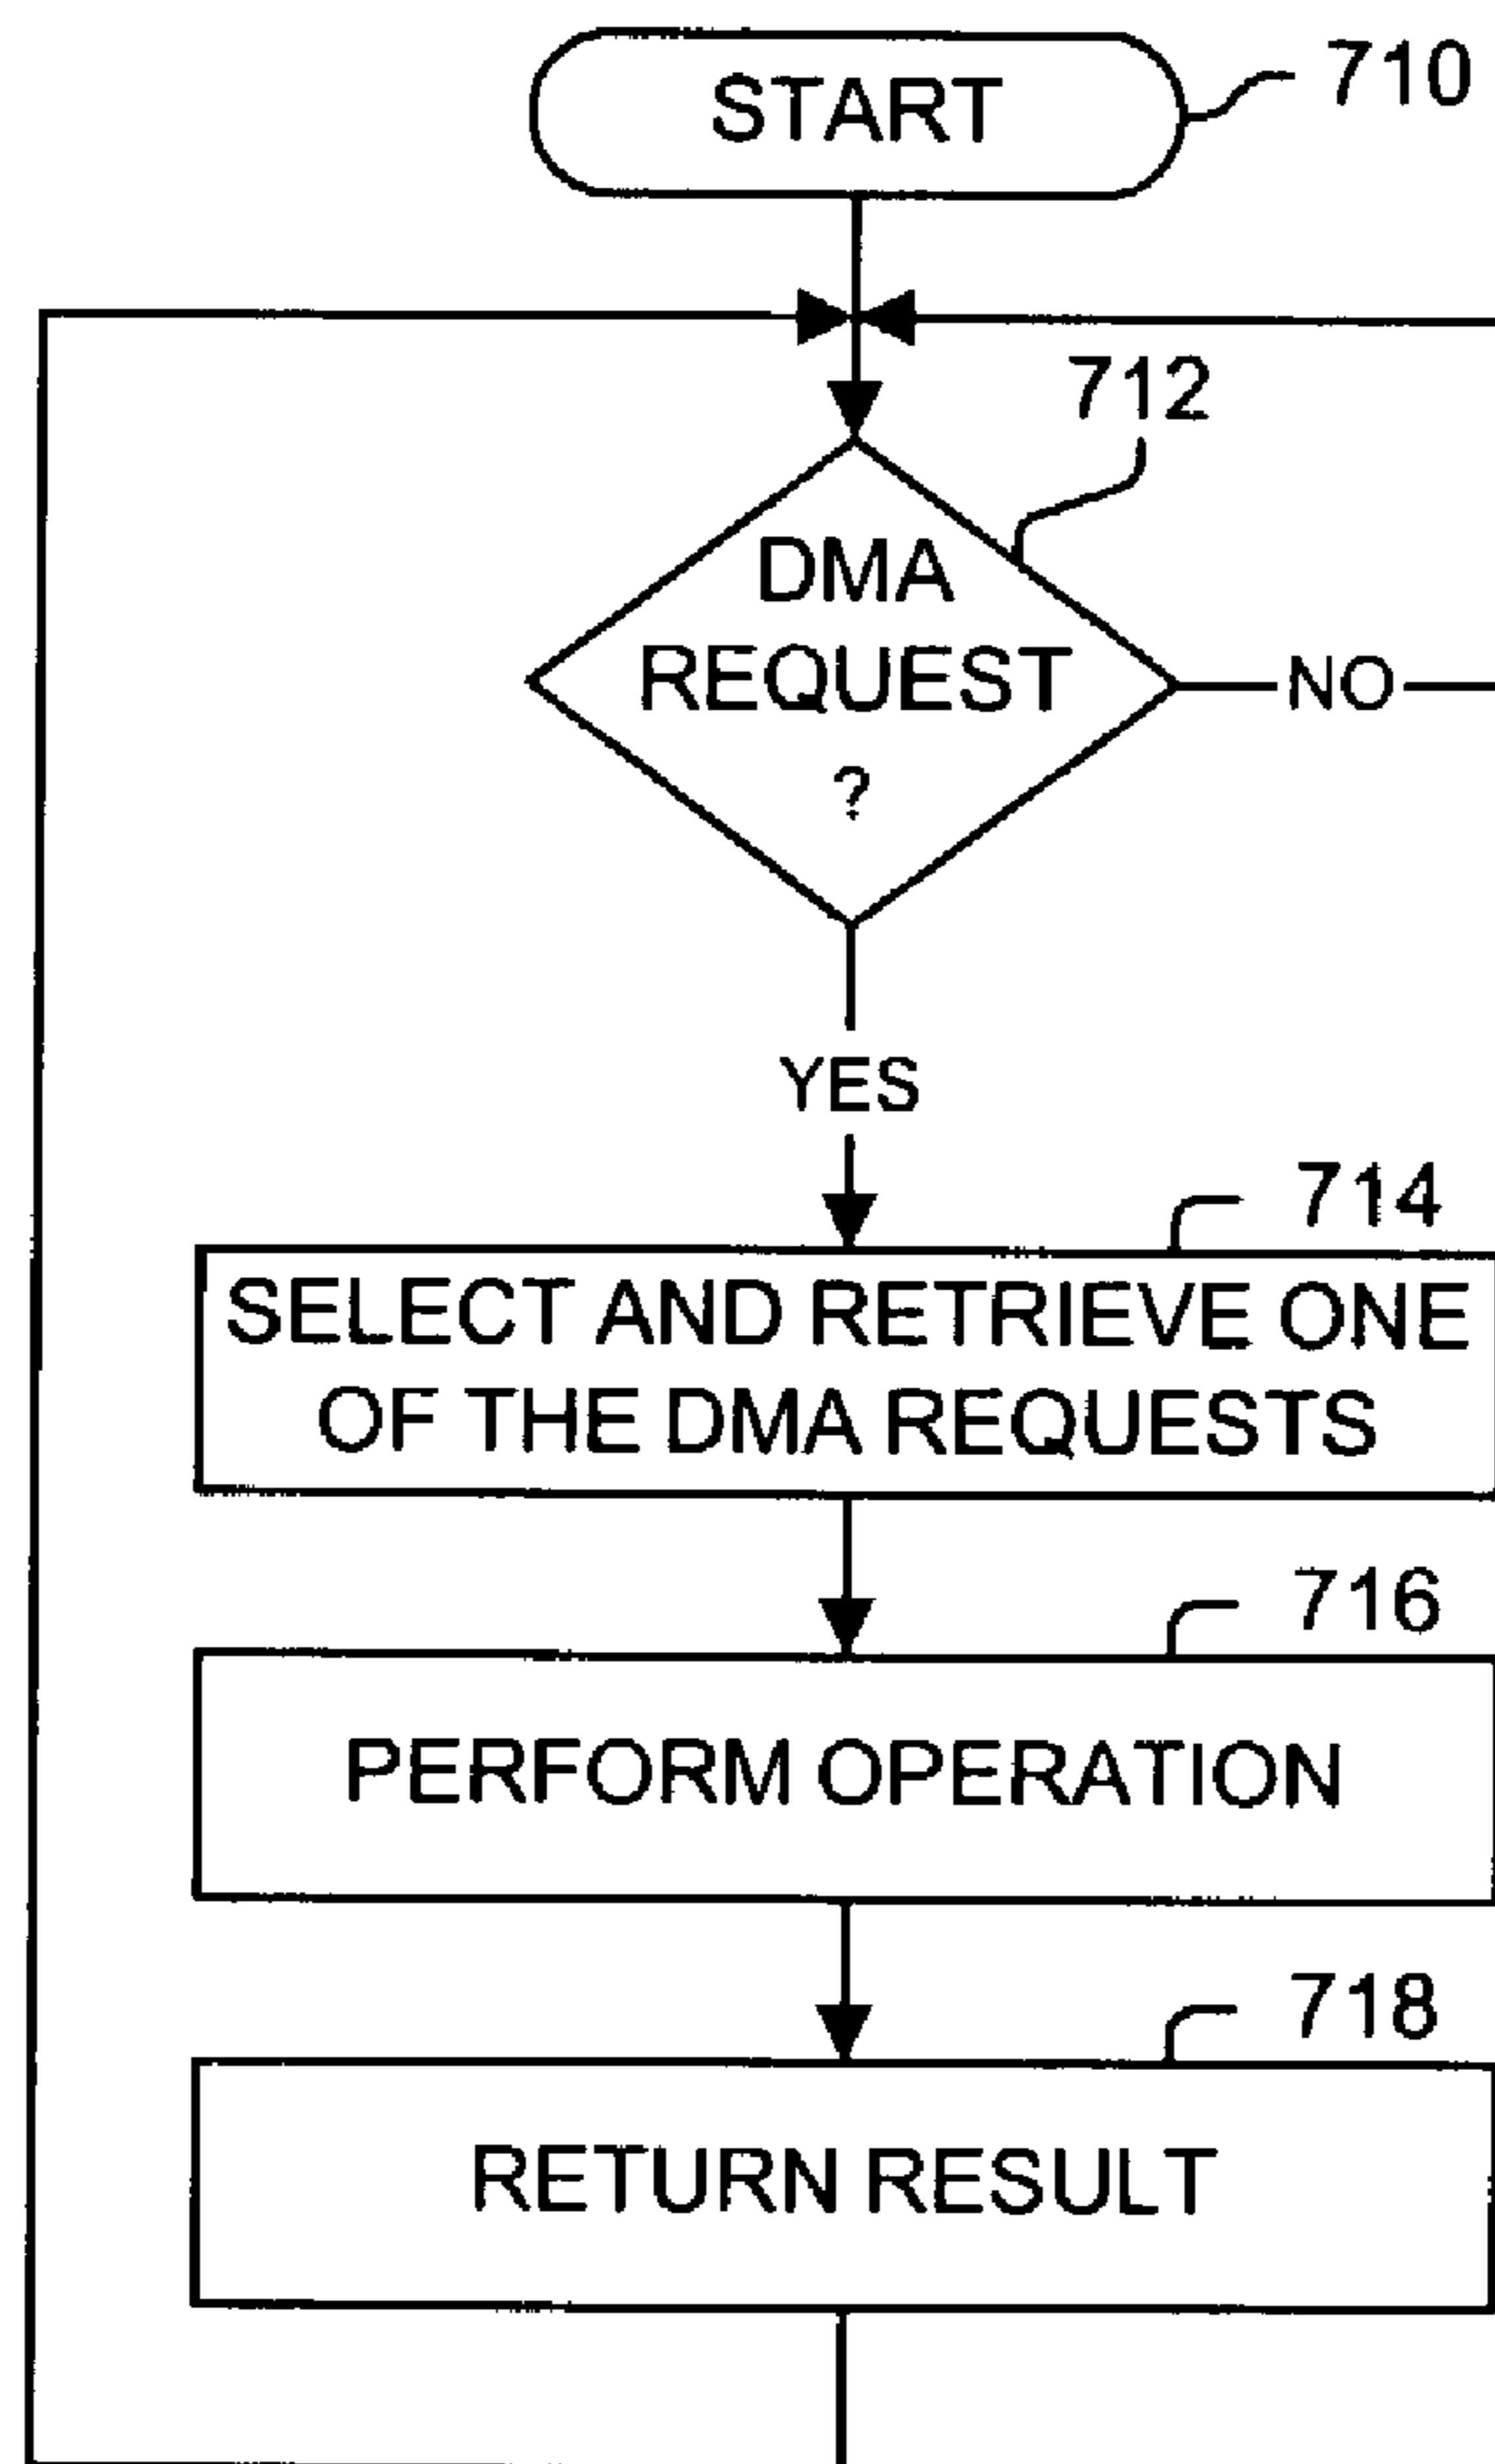 START
710
712
DMA
REQUEST
?
NO
YES
714
SELECT AND RETRIEVE ONE
OF THE DMA REQUESTS
716
PERFORM OPERATION
718
RETURN RESULT